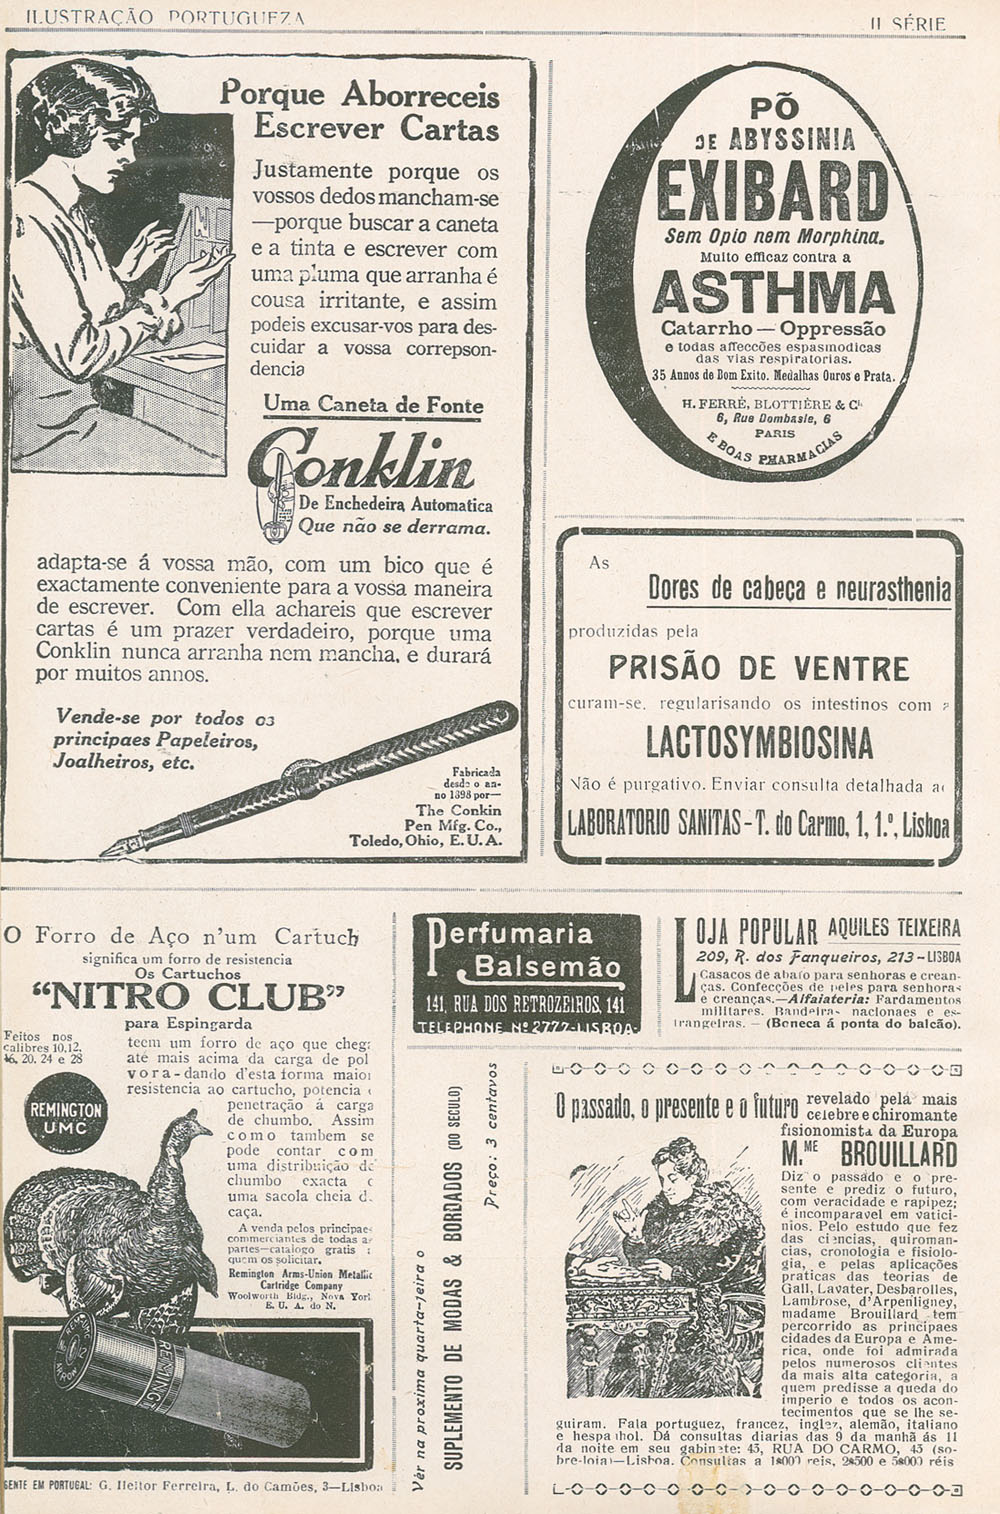 ILUSTRAÇÃO PORTUGUEZA
II SÉRIE
Porque Aborreceis
Escrever Cartas
Justamente porque os
vossos dedos mancham-se
—porque buscar a caneta
e a tinta e escrever com
uma pluma que arranha é
cousa irritante, e assim
podeis excusar-vos para des-
cuidar a vossa correpson-
dencia
Uma Caneta de Fonte
Conklin
De Enchedeira Automatica
Que não se derrama.
adapta-se á vossa mão, com um bico que é
exactamente conveniente para a vossa maneira
de escrever. Com ella achareis que escrever
cartas é um prazer verdadeiro, porque uma
Conklin nunca arranha nem mancha, e durará
por muitos annos.
Vende-se por todos os
principaes Papeleiros,
Joalheiros, etc.
Fabricada
desde o an-
no 1898 por—
The Conkin
Pen Mfg. Co.,
Toledo, Ohio, E. U. A.
PÕ
DE ABYSSINIA
EXIBARD
Sem Opio nem Morphina.
Muito efficaz contra a
ASTHMA
Catarrho — Oppressão
e todas affecções espasmodicas
das vias respiratorias.
35 Annos de Bom Exito. Medalhas Ouros e Prata.
H. FERRÉ, BLOTTIÈRE & Cⁱᵉ
6, Rue Dombasle, 6
PARIS
E BOAS PHARMACIAS
As
Dores de cabeça e neurasthenia
produzidas pela
PRISÃO DE VENTRE
curam-se, regularisando os intestinos com a
LACTOSYMBIOSINA
Não é purgativo. Enviar consulta detalhada ao
LABORATORIO SANITAS - T. do Carmo, 1, 1.º, Lisboa
O Forro de Aço n'um Cartuch
significa um forro de resistencia
Os Cartuchos
"NITRO CLUB"
para Espingarda
Feitos nos
calibres 10, 12,
16, 20, 24 e 28
teem um forro de aço que chega
até mais acima da carga de pol
vora - dando d'esta forma maior
resistencia ao cartucho, potencia e
penetração á carga
de chumbo. Assim
como tambem se
pode contar com
uma distribuição de
chumbo exacta e
uma sacola cheia de
caça.
REMINGTON
UMC
A venda pelos principaes
commerciantes de todas as
partes—catalogo gratis a
quem os solicitar.
Remington Arms-Union Metallic
Cartridge Company
Woolworth Bldg., Nova York
E. U. A. do N.
REMINGT
GENTE EM PORTUGAL: G. Heitor Ferreira, L. do Camões, 3—Lisboa
Perfumaria
Balsemão
141, RUA DOS RETROZEIROS, 141
TELEPHONE Nº 2777-LISBOA
LOJA POPULAR AQUILES TEIXEIRA
209, R. dos Fanqueiros, 213 - LISBOA
Casacos de abafo para senhoras e crean-
ças. Confecções de peles para senhoras
e creanças.—Alfaiateria: Fardamentos
militares. Bandeiras nacionaes e es-
trangeiras. — (Boneca á ponta do balcão).
Vêr na proxima quarta-feira o
SUPLEMENTO DE MODAS & BORDADOS (DO SECULO)
Preço: 3 centavos
O passado, o presente e o futuro revelado pela mais
celebre e chiromante
fisionomista da Europa
M.ME BROUILLARD
Diz o passado e o pre-
sente e prediz o futuro,
com veracidade e rapipez;
é incomparavel em vatici-
nios. Pelo estudo que fez
das ciencias, quiroman-
cias, cronologia e fisiolo-
gia, e pelas aplicações
praticas das teorias de
Gall, Lavater, Desbarolles,
Lambrose, d'Arpenligney,
madame Brouillard tem
percorrido as principaes
cidades da Europa e Ame-
rica, onde foi admirada
pelos numerosos clientes
da mais alta categoria, a
quem predisse a queda do
imperio e todos os acon-
tecimentos que se lhe se-
guiram. Fala portuguez, francez, inglez, alemão, italiano
e hespanhol. Dá consultas diarias das 9 da manhã ás 11
da noite em seu gabinete: 43, RUA DO CARMO, 43 (so-
bre-loja)—Lisboa. Consultas a 1$000 reis, 2$500 e 5$000 réis